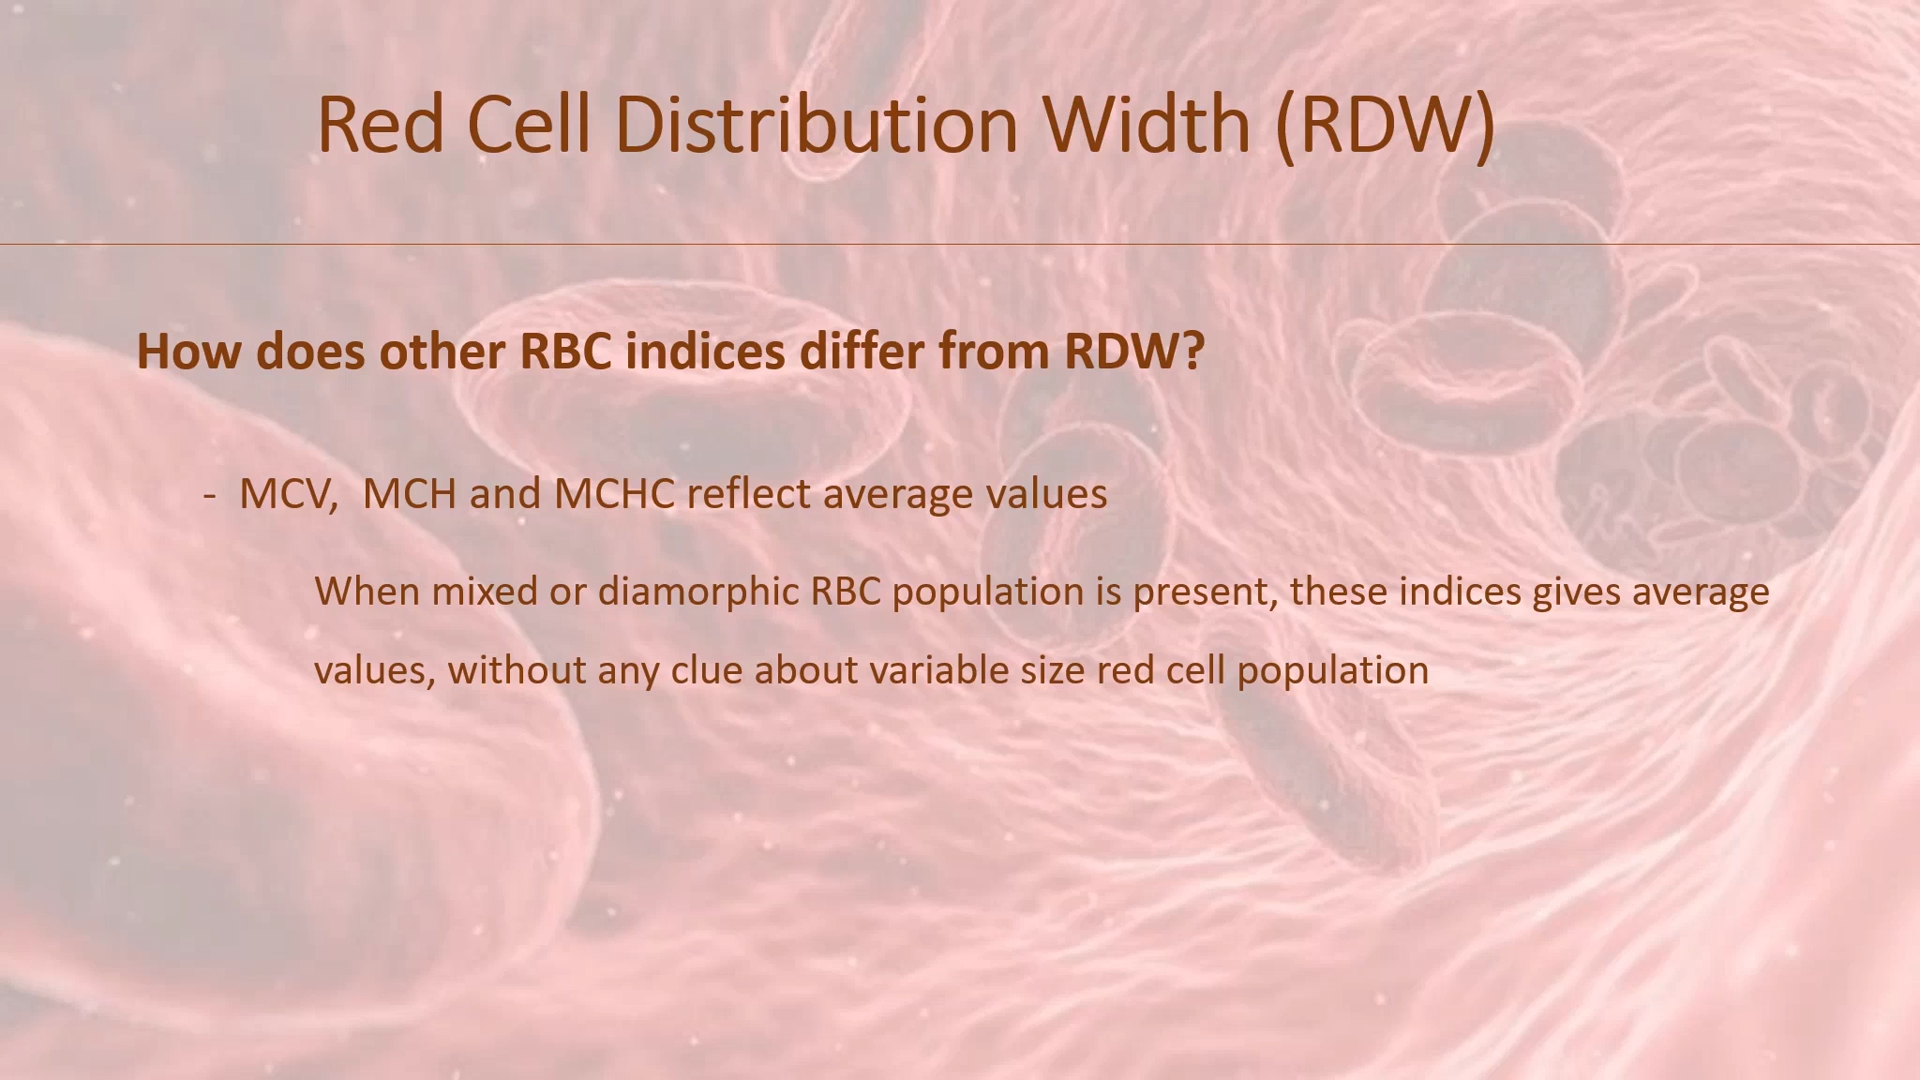 Red Cell Distribution Width (RDW)
How does other RBC indices differ from RDW?
- MCV, MCH and MCHC reflect average values
When mixed or diamorphic RBC population is present, these indices gives average
values, without any clue about variable size red cell population